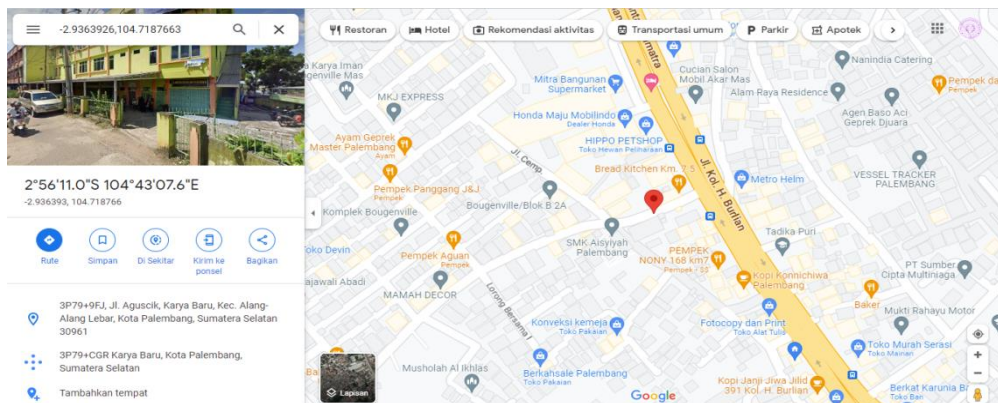 -2.9363926,104.7187663
2°56'11.0"S 104°43'07.6"E
-2.936393, 104.718766
Rute
Simpan
Di Sekitar
Kirim ke
ponsel
Bagikan
3P79+9FJ, Jl. Aguscik, Karya Baru, Kec. Alang-
Alang Lebar, Kota Palembang, Sumatera Selatan
30961
3P79+CGR Karya Baru, Kota Palembang,
Sumatera Selatan
Tambahkan tempat
Restoran
Hotel
Rekomendasi aktivitas
Transportasi umum
P Parkir
Apotek
Karya Iman
genville Mas
MKJ EXPRESS
Mitra Bangunan
Supermarket
Cucian Salon
Mobil Akar Mas
Nanindia Catering
Pempek da
Pempek
Alam Raya Residence
Agen Baso Aci
Geprek Djuara
Honda Maju Mobilindo
Dealer Honda
Ayam Geprek
Master Palembang
Ayam
HIPPO PETSHOP
Toko Hewan Peliharaan
Jl. Cemp
Bread Kitchen Km. 7.5
Jl. Kol. H. Burlian
Metro Helm
VESSEL TRACKER
PALEMBANG
Pempek Panggang J&J
Pempek
Bougenville/Blok B 2A
Komplek Bougenville
Tadika Puri
SMK Aisyiyah
Palembang
Toko Devin
Pempek Aguan
Pempek
PEMPEK
NONY 168 km7
Pempek / $$
PT Sumber
Cipta Multiniaga
Kopi Konnichiwa
Palembang
ajawali Abadi
MAMAH DECOR
Lorong Bersama I
Baker
Mukti Rahayu Motor
Konveksi kemeja
Toko Pakaian
Fotocopy dan Print
Toko Alat Tulis
Toko Murah Serasi
Toko Mainan
Musholah Al Ikhlas
Berkahsale Palembang
Toko Pakaian
Kopi Janji Jiwa Jilid
391 Kol. H. Burlian
Berkat Karunia
Toko Ban
Lapisan
Google